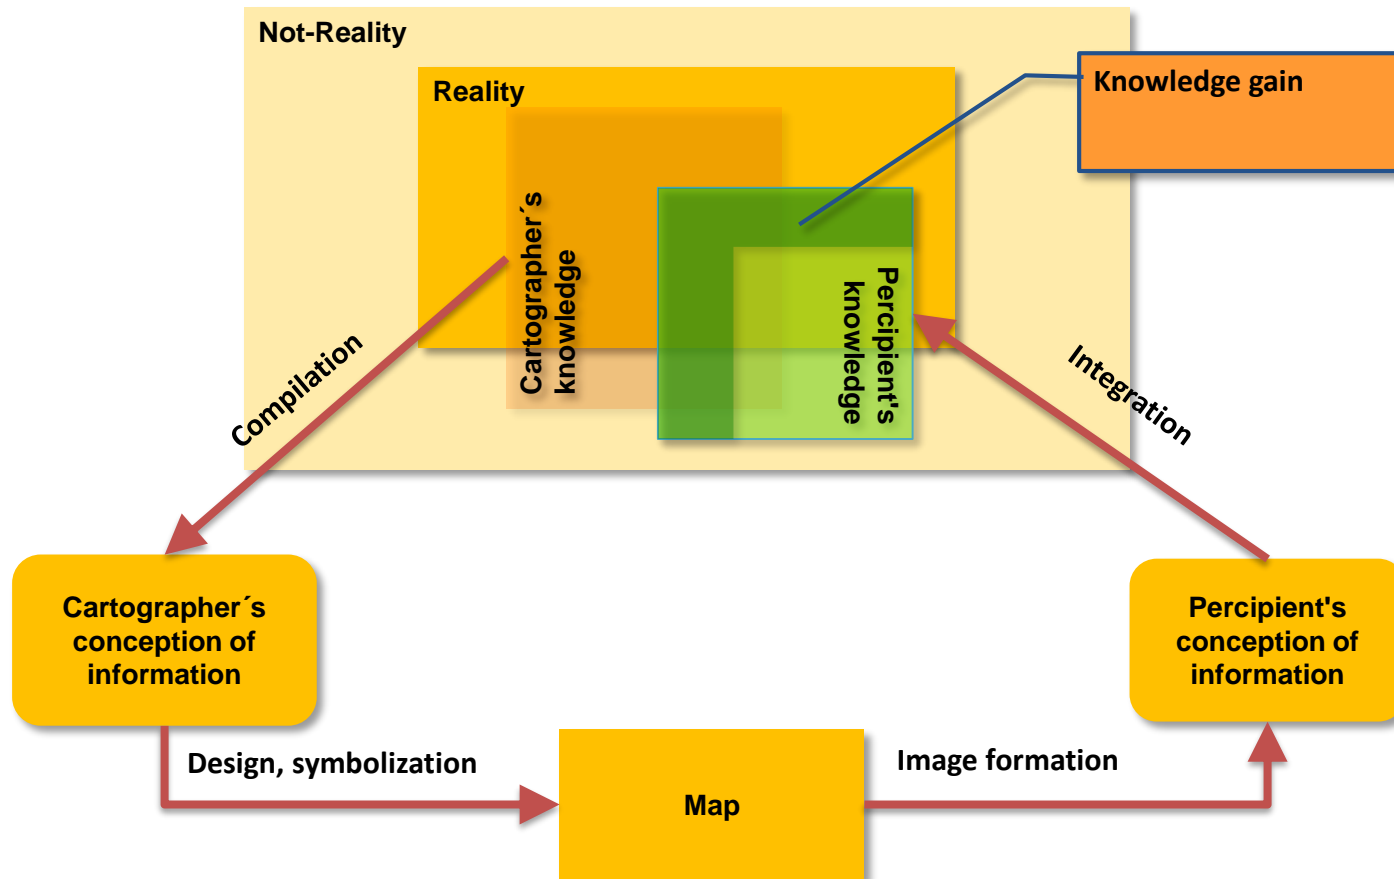 Not-Reality
Reality
Knowledge gain
Cartographer´s
knowledge
Percipient's
knowledge
Compilation
Integration
Cartographer´s
conception of
information
Percipient's
conception of
information
Design, symbolization
Image formation
Map